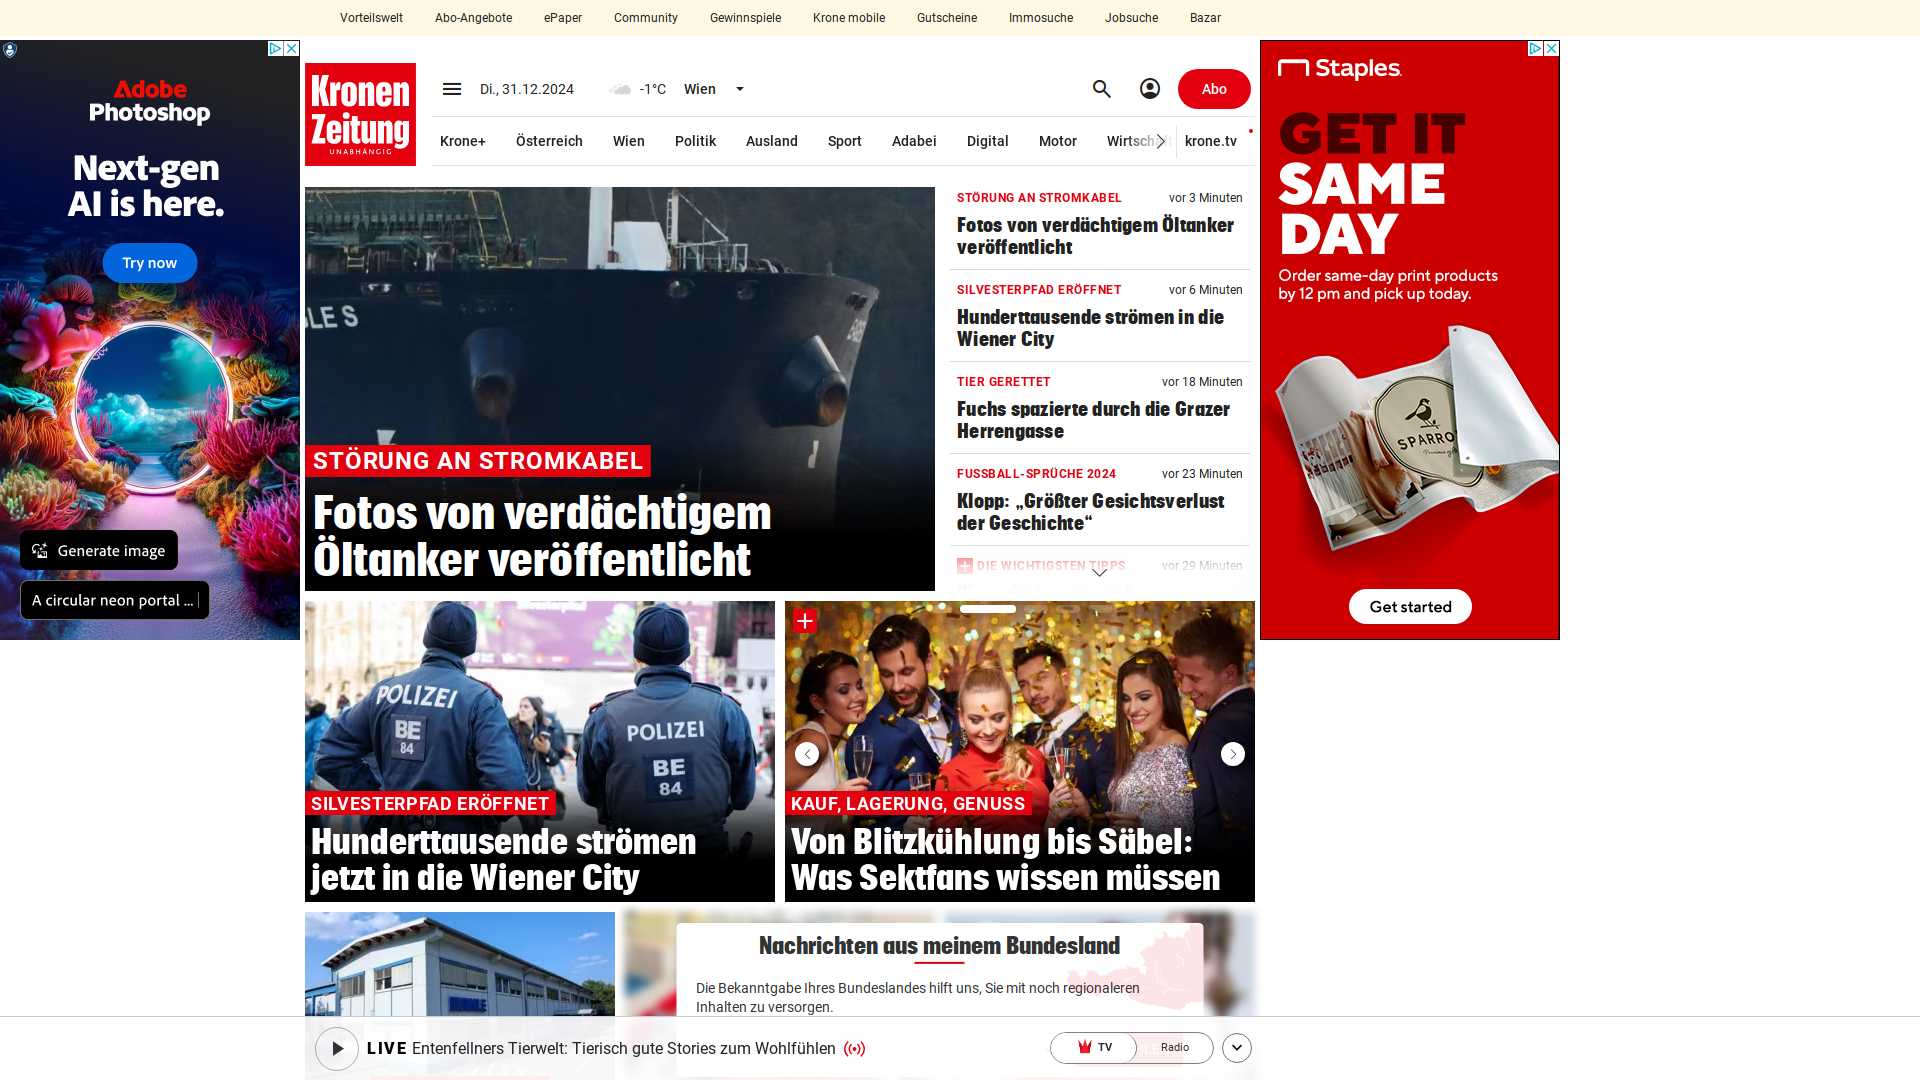 Vorteilswelt
Abo-Angebote
ePaper
Community
Gewinnspiele
Krone mobile
Gutscheine
Immosuche
Jobsuche
Bazar
Adobe
Photoshop
Next-gen
AI is here.
Try now
Generate image
A circular neon portal ...
Kronen
Zeitung
UNABHÄNGIG
Di., 31.12.2024
-1°C
Wien
Abo
Krone+
Österreich
Wien
Politik
Ausland
Sport
Adabei
Digital
Motor
Wirtschaft
krone.tv
BLE S
STÖRUNG AN STROMKABEL
Fotos von verdächtigem
Öltanker veröffentlicht
STÖRUNG AN STROMKABEL
vor 3 Minuten
Fotos von verdächtigem Öltanker
veröffentlicht
SILVESTERPFAD ERÖFFNET
vor 6 Minuten
Hunderttausende strömen in die
Wiener City
TIER GERETTET
vor 18 Minuten
Fuchs spazierte durch die Grazer
Herrengasse
FUSSBALL-SPRÜCHE 2024
vor 23 Minuten
Klopp: „Größter Gesichtsverlust
der Geschichte“
DIE WICHTIGSTEN TIPPS
vor 29 Minuten
POLIZEI
BE
84
POLIZEI
BE
84
SILVESTERPFAD ERÖFFNET
Hunderttausende strömen
jetzt in die Wiener City
KAUF, LAGERUNG, GENUSS
Von Blitzkühlung bis Säbel:
Was Sektfans wissen müssen
Nachrichten aus meinem Bundesland
Die Bekanntgabe Ihres Bundeslandes hilft uns, Sie mit noch regionaleren
Inhalten zu versorgen.
LIVE Entenfellners Tierwelt: Tierisch gute Stories zum Wohlfühlen
TV
Radio
Staples
GET IT
SAME
DAY
Order same-day print products
by 12 pm and pick up today.
SPARRO
Get started